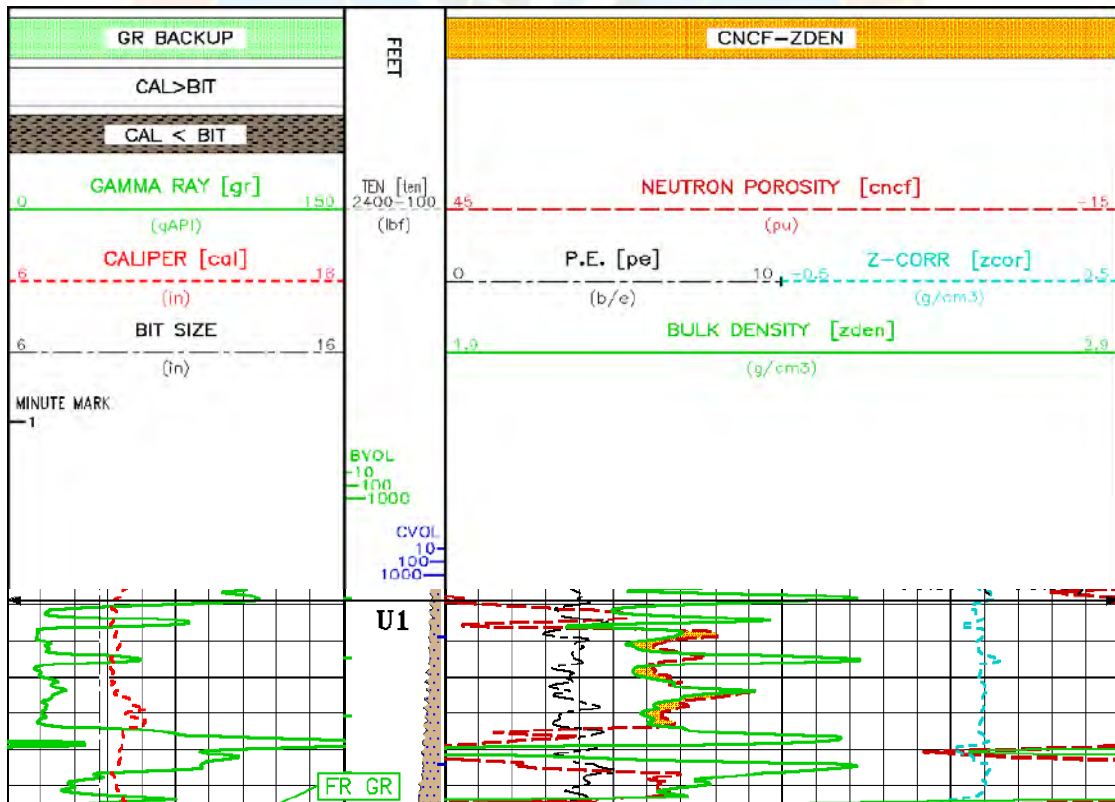 GR BACKUP
CAL>BIT
CAL < BIT
GAMMA RAY [gr]
0 150
(gAPI)
CALIPER [cal]
6 16
(in)
BIT SIZE
6 16
(in)
MINUTE MARK
1
FEET
TEN [ten]
2400-100
(lbf)
BVOL
10
100
1000
CVOL
10
100
1000
CNCF-ZDEN
NEUTRON POROSITY [cncf]
45 -15
(pu)
P.E. [pe] Z-CORR [zcor]
0 10 -0.5 0.5
(b/e) (g/cm3)
BULK DENSITY [zden]
1.9 2.9
(g/cm3)
U1
FR GR